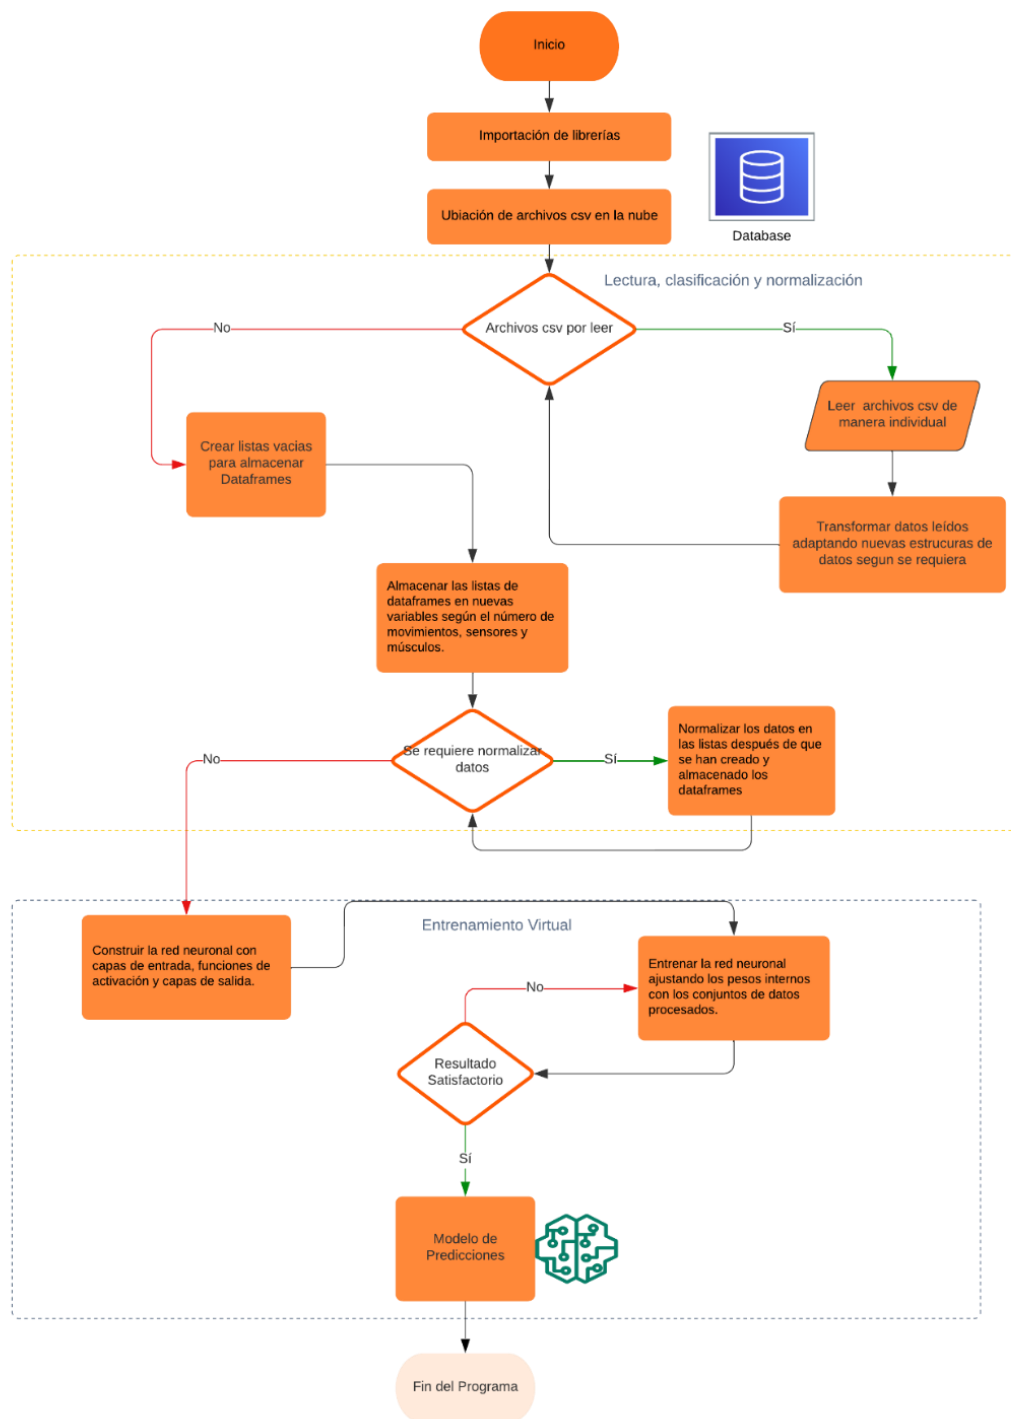 Inicio
Importación de librerías
Ubiación de archivos csv en la nube
Database
Lectura, clasificación y normalización
Archivos csv por leer
No
Sí
Leer archivos csv de
manera individual
Crear listas vacias
para almacenar
Dataframes
Transformar datos leídos
adaptando nuevas estrucuras de
datos segun se requiera
Almacenar las listas de
dataframes en nuevas
variables según el número de
movimientos, sensores y
músculos.
Se requiere normalizar
datos
No
Sí
Normalizar los datos en
las listas después de que
se han creado y
almacenado los
dataframes
Entrenamiento Virtual
Construir la red neuronal con
capas de entrada, funciones de
activación y capas de salida.
Entrenar la red neuronal
ajustando los pesos internos
con los conjuntos de datos
procesados.
No
Resultado
Satisfactorio
Sí
Modelo de
Predicciones
Fin del Programa